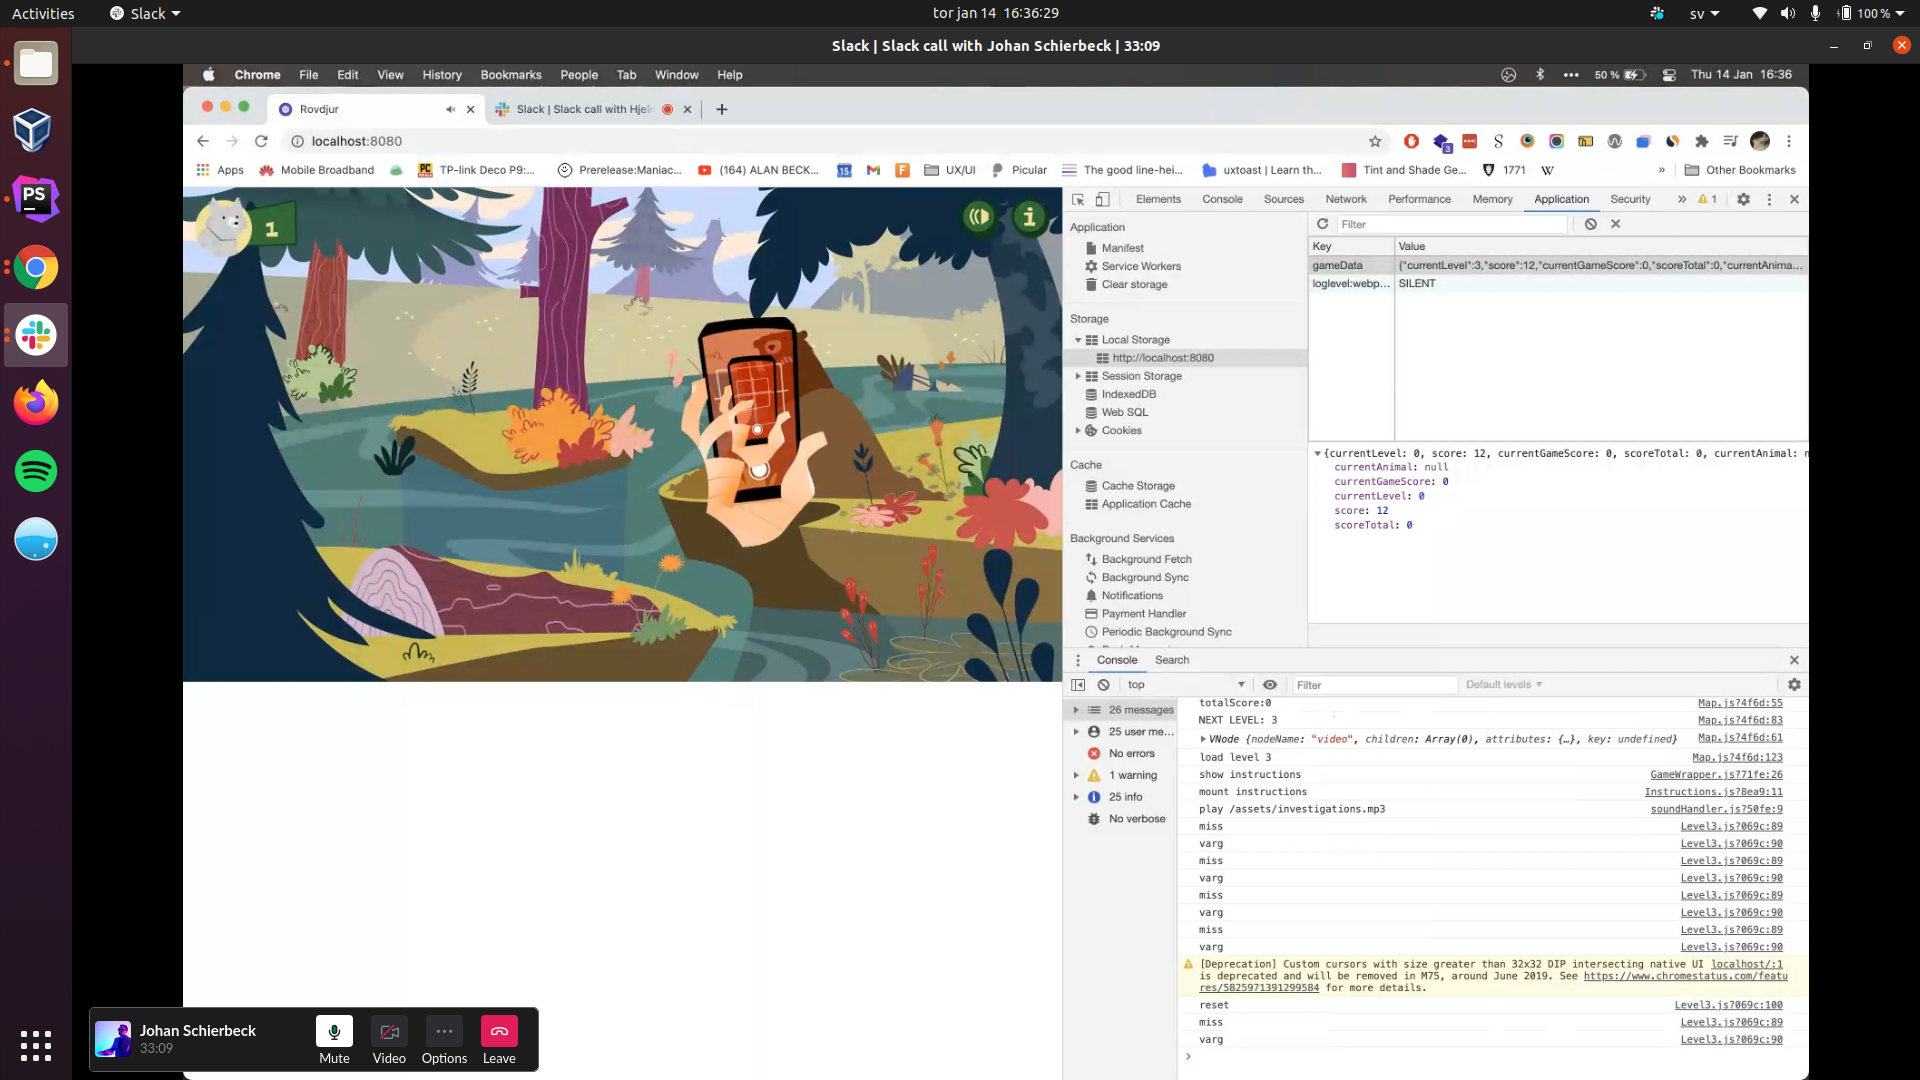 Activities
Slack
tor jan 14 16:36:29
sv
100 %
Slack | Slack call with Johan Schierbeck | 33:09
Chrome File Edit View History Bookmarks People Tab Window Help
50 %
Thu 14 Jan 16:36
Rovdjur
Slack | Slack call with Hjel
localhost:8080
3
Apps
Mobile Broadband
TP-link Deco P9:...
Prerelease:Maniac...
(164) ALAN BECK...
15
UX/UI
Picular
The good line-hei...
uxtoast | Learn th...
Tint and Shade Ge...
1771
W
»
Other Bookmarks
PS
1
i
Elements Console Sources Network Performance Memory Application Security » 1
Application
Manifest
Service Workers
Clear storage
Storage
Local Storage
http://localhost:8080
Session Storage
IndexedDB
Web SQL
Cookies
Cache
Cache Storage
Application Cache
Background Services
Background Fetch
Background Sync
Notifications
Payment Handler
Periodic Background Sync
Filter
Key Value
gameData {"currentLevel":3,"score":12,"currentGameScore":0,"scoreTotal":0,"currentAnima...
loglevel:webp... SILENT
{currentLevel: 0, score: 12, currentGameScore: 0, scoreTotal: 0, currentAnimal: n
currentAnimal: null
currentGameScore: 0
currentLevel: 0
score: 12
scoreTotal: 0
Console Search
top
Filter
Default levels
26 messages
25 user me...
No errors
1 warning
25 info
No verbose
totalScore:0 Map.js?4f6d:55
NEXT LEVEL: 3 Map.js?4f6d:83
VNode {nodeName: "video", children: Array(0), attributes: {…}, key: undefined} Map.js?4f6d:61
load level 3 Map.js?4f6d:123
show instructions GameWrapper.js?71fe:26
mount instructions Instructions.js?8ea9:11
play /assets/investigations.mp3 soundHandler.js?50fe:9
miss Level3.js?069c:89
varg Level3.js?069c:90
miss Level3.js?069c:89
varg Level3.js?069c:90
miss Level3.js?069c:89
varg Level3.js?069c:90
miss Level3.js?069c:89
varg Level3.js?069c:90
[Deprecation] Custom cursors with size greater than 32x32 DIP intersecting native UI localhost/:1
is deprecated and will be removed in M75, around June 2019. See https://www.chromestatus.com/featu
res/5825971391299584 for more details.
reset Level3.js?069c:100
miss Level3.js?069c:89
varg Level3.js?069c:90
Johan Schierbeck
33:09
Mute Video Options Leave